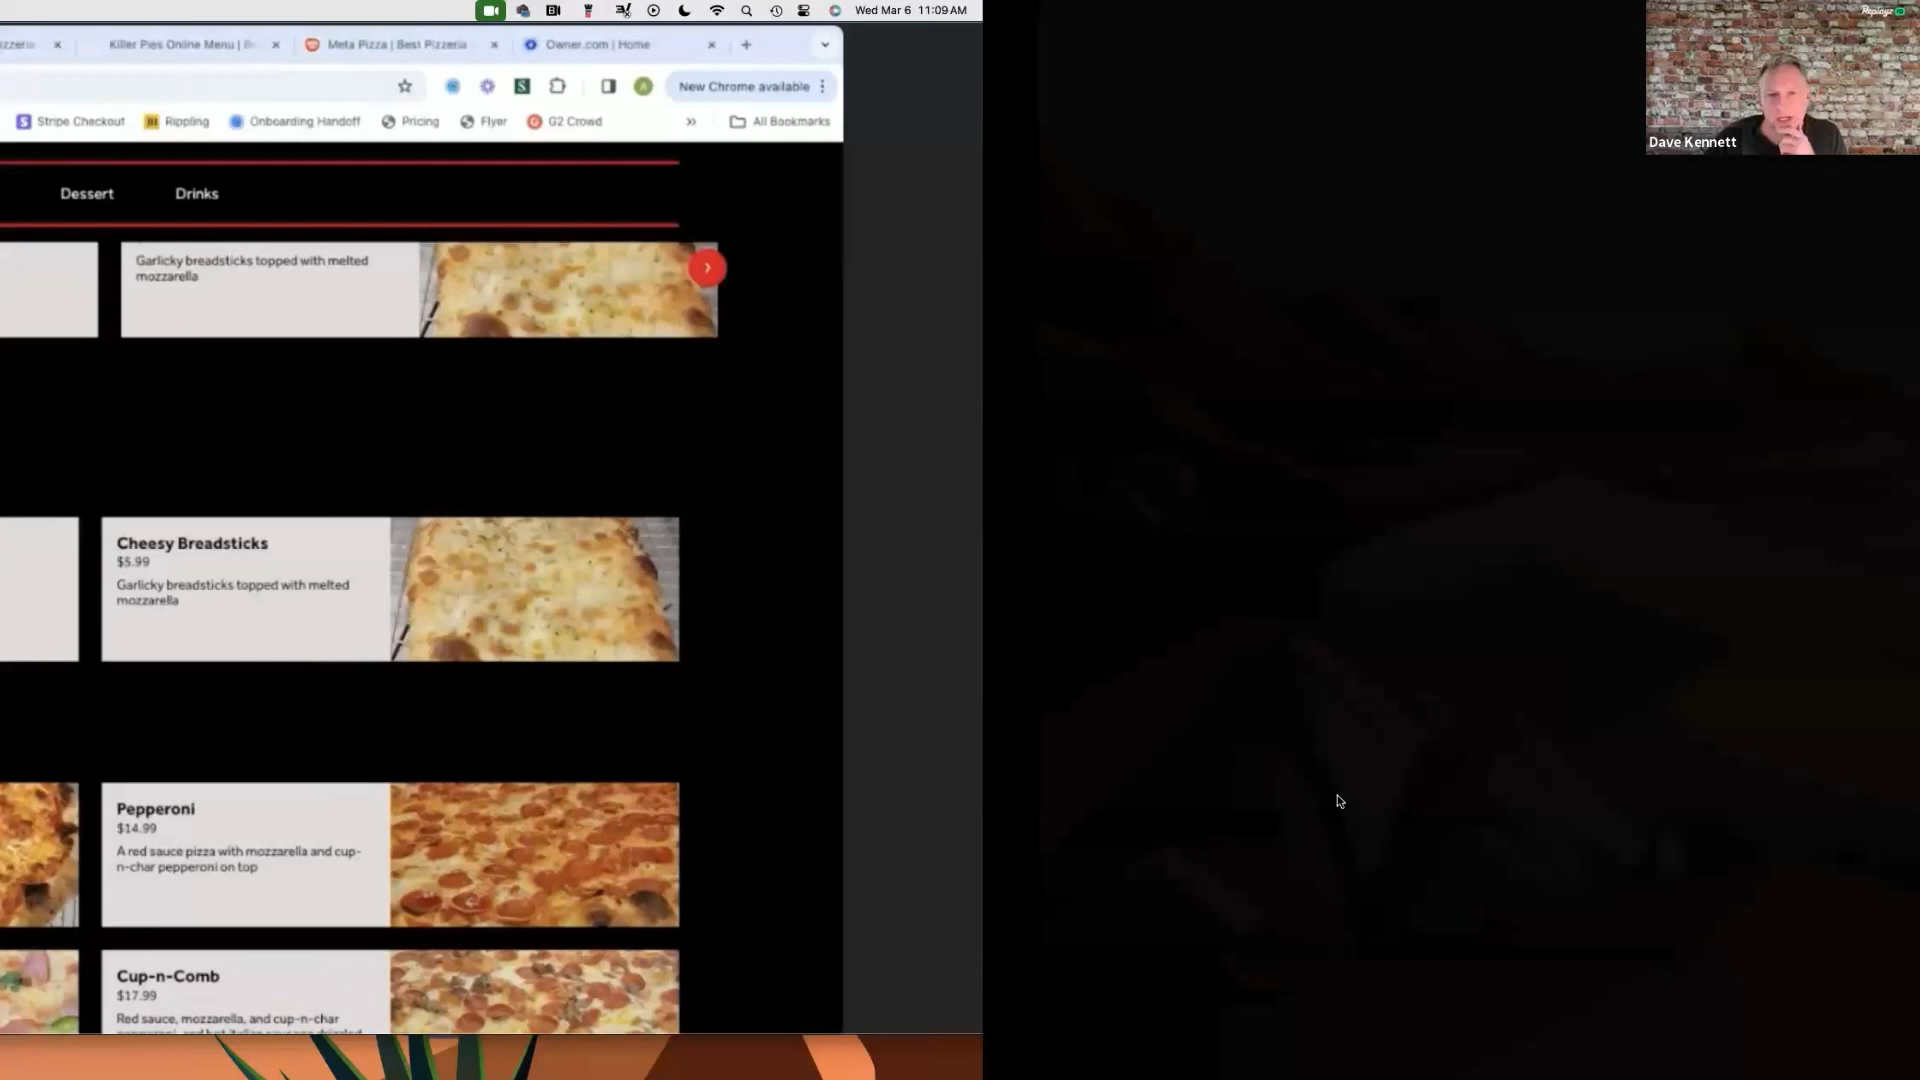 Wed Mar 6 11:09 AM
Killer Pies Online Menu |
Meta Pizza | Best Pizzeria
Owner.com | Home
New Chrome available
Stripe Checkout
Rippling
Onboarding Handoff
Pricing
Flyer
G2 Crowd
»
All Bookmarks
Dessert
Drinks
Garlicky breadsticks topped with melted
mozzarella
Cheesy Breadsticks
$5.99
Garlicky breadsticks topped with melted
mozzarella
Pepperoni
$14.99
A red sauce pizza with mozzarella and cup-
n-char pepperoni on top
Cup-n-Comb
$17.99
Red sauce, mozzarella, and cup-n-char
Replayz
Dave Kennett